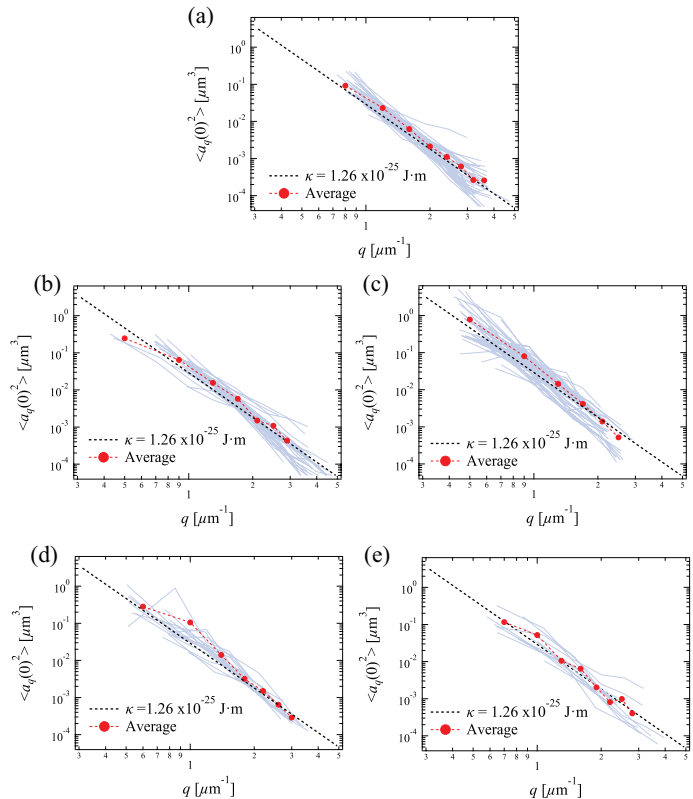 (a)
<a_q(0)^2> [μm^3]
10^0
10^-1
10^-2
10^-3
10^-4
κ = 1.26 x10^-25 J·m
Average
3 4 5 6 7 8 9 1 2 3 4 5
q [μm^-1]
(b)
<a_q(0)^2> [μm^3]
10^0
10^-1
10^-2
10^-3
10^-4
κ = 1.26 x10^-25 J·m
Average
3 4 5 6 7 8 9 1 2 3 4 5
q [μm^-1]
(c)
<a_q(0)^2> [μm^3]
10^0
10^-1
10^-2
10^-3
10^-4
κ = 1.26 x10^-25 J·m
Average
3 4 5 6 7 8 9 1 2 3 4 5
q [μm^-1]
(d)
<a_q(0)^2> [μm^3]
10^0
10^-1
10^-2
10^-3
10^-4
κ = 1.26 x10^-25 J·m
Average
3 4 5 6 7 8 9 1 2 3 4 5
q [μm^-1]
(e)
<a_q(0)^2> [μm^3]
10^0
10^-1
10^-2
10^-3
10^-4
κ = 1.26 x10^-25 J·m
Average
3 4 5 6 7 8 9 1 2 3 4 5
q [μm^-1]